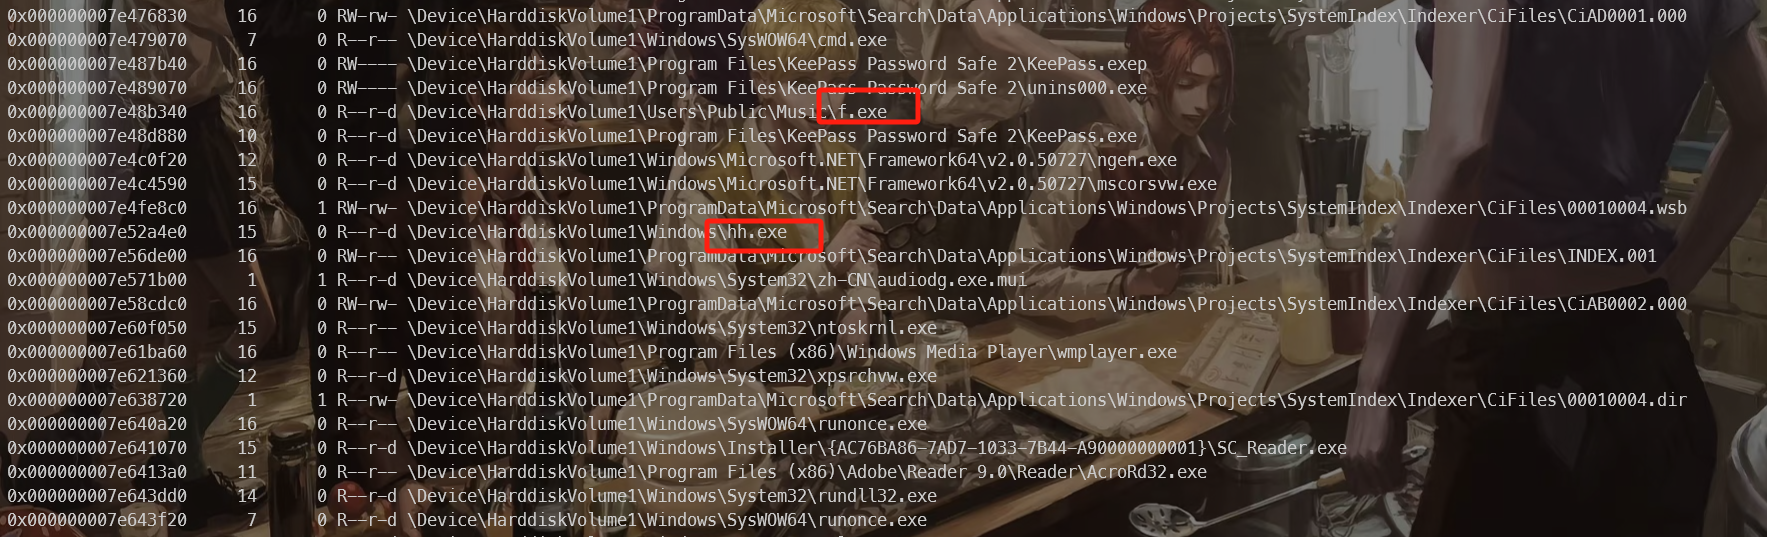 0x000000007e476830 16 0 RW-rw- \Device\HarddiskVolume1\ProgramData\Microsoft\Search\Data\Applications\Windows\Projects\SystemIndex\Indexer\CiFiles\CiAD0001.000
0x000000007e479070 7 0 R--r-- \Device\HarddiskVolume1\Windows\SysWOW64\cmd.exe
0x000000007e487b40 16 0 RW---- \Device\HarddiskVolume1\Program Files\KeePass Password Safe 2\KeePass.exep
0x000000007e489070 16 0 RW---- \Device\HarddiskVolume1\Program Files\KeePass Password Safe 2\unins000.exe
0x000000007e48b340 16 0 R--r-d \Device\HarddiskVolume1\Users\Public\Music\f.exe
0x000000007e48d880 10 0 R--r-d \Device\HarddiskVolume1\Program Files\KeePass Password Safe 2\KeePass.exe
0x000000007e4c0f20 12 0 R--r-d \Device\HarddiskVolume1\Windows\Microsoft.NET\Framework64\v2.0.50727\ngen.exe
0x000000007e4c4590 15 0 R--r-d \Device\HarddiskVolume1\Windows\Microsoft.NET\Framework64\v2.0.50727\mscorsvw.exe
0x000000007e4fe8c0 16 1 RW-rw- \Device\HarddiskVolume1\ProgramData\Microsoft\Search\Data\Applications\Windows\Projects\SystemIndex\Indexer\CiFiles\00010004.wsb
0x000000007e52a4e0 15 0 R--r-d \Device\HarddiskVolume1\Windows\hh.exe
0x000000007e56de00 16 0 RW-r-- \Device\HarddiskVolume1\ProgramData\Microsoft\Search\Data\Applications\Windows\Projects\SystemIndex\Indexer\CiFiles\INDEX.001
0x000000007e571b00 1 1 R--r-d \Device\HarddiskVolume1\Windows\System32\zh-CN\audiodg.exe.mui
0x000000007e58cdc0 16 0 RW-rw- \Device\HarddiskVolume1\ProgramData\Microsoft\Search\Data\Applications\Windows\Projects\SystemIndex\Indexer\CiFiles\CiAB0002.000
0x000000007e60f050 15 0 R--r-- \Device\HarddiskVolume1\Windows\System32\ntoskrnl.exe
0x000000007e61ba60 16 0 R--r-- \Device\HarddiskVolume1\Program Files (x86)\Windows Media Player\wmplayer.exe
0x000000007e621360 12 0 R--r-d \Device\HarddiskVolume1\Windows\System32\xpsrchvw.exe
0x000000007e638720 1 1 R--rw- \Device\HarddiskVolume1\ProgramData\Microsoft\Search\Data\Applications\Windows\Projects\SystemIndex\Indexer\CiFiles\00010004.dir
0x000000007e640a20 16 0 R--r-- \Device\HarddiskVolume1\Windows\SysWOW64\runonce.exe
0x000000007e641070 15 0 R--r-d \Device\HarddiskVolume1\Windows\Installer\{AC76BA86-7AD7-1033-7B44-A90000000001}\SC_Reader.exe
0x000000007e6413a0 11 0 R--r-- \Device\HarddiskVolume1\Program Files (x86)\Adobe\Reader 9.0\Reader\AcroRd32.exe
0x000000007e643dd0 14 0 R--r-d \Device\HarddiskVolume1\Windows\System32\rundll32.exe
0x000000007e643f20 7 0 R--r-d \Device\HarddiskVolume1\Windows\SysWOW64\runonce.exe